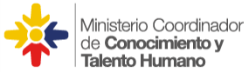 Ministerio Coordinador
de Conocimiento y
Talento Humano